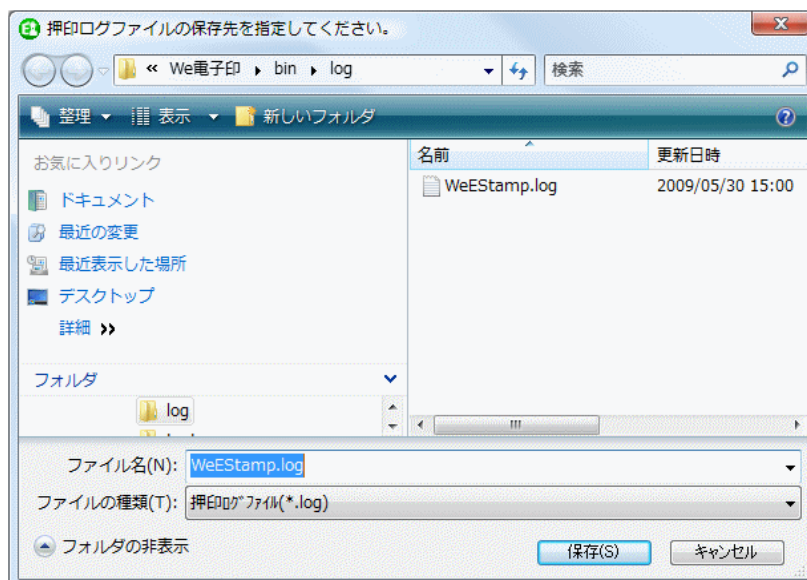 押印ログファイルの保存先を指定してください。
« We電子印 ▸ bin ▸ log 検索
整理 ▼ 表示 ▼ 新しいフォルダ
お気に入りリンク
ドキュメント
最近の変更
最近表示した場所
デスクトップ
詳細 »
フォルダ
log
名前 更新日時
WeEStamp.log 2009/05/30 15:00
ファイル名(N): WeEStamp.log
ファイルの種類(T): 押印ﾛｸﾞﾌｧｲﾙ(*.log)
フォルダの非表示 保存(S) キャンセル